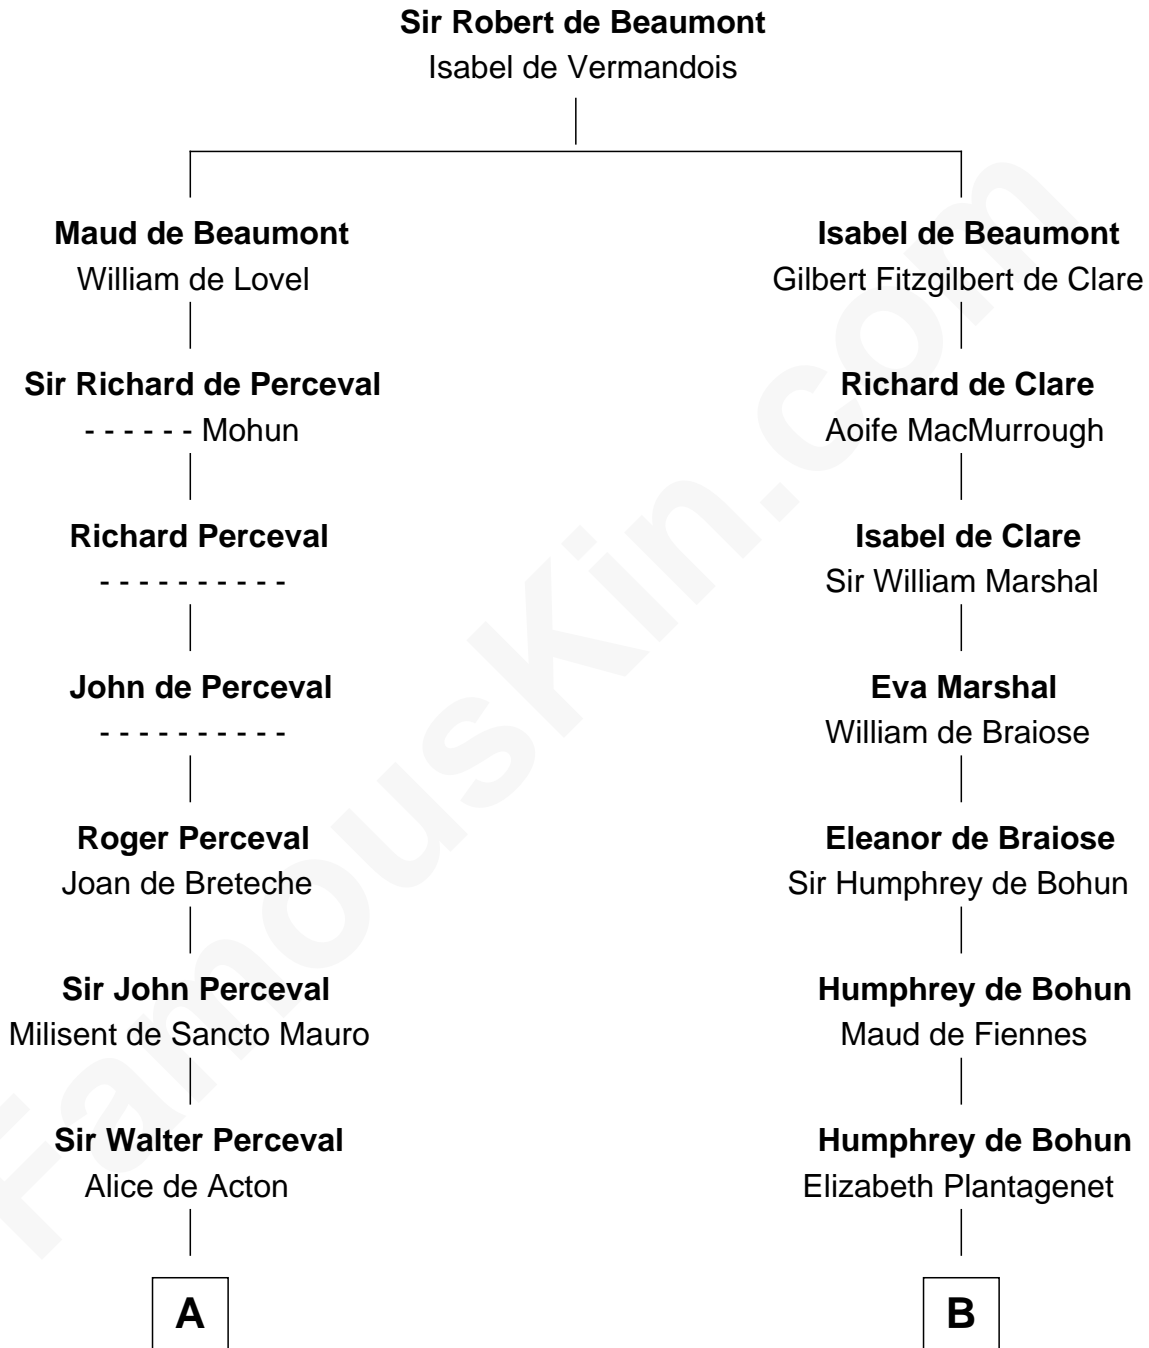 Sir Robert de Beaumont
Isabel de Vermandois
Maud de Beaumont
William de Lovel
Isabel de Beaumont
Gilbert Fitzgilbert de Clare
Sir Richard de Perceval
- - - - - - Mohun
Richard de Clare
Aoife MacMurrough
Richard Perceval
- - - - - - - - - -
Isabel de Clare
Sir William Marshal
John de Perceval
- - - - - - - - - -
Eva Marshal
William de Braiose
Roger Perceval
Joan de Breteche
Eleanor de Braiose
Sir Humphrey de Bohun
Sir John Perceval
Milisent de Sancto Mauro
Humphrey de Bohun
Maud de Fiennes
Sir Walter Perceval
Alice de Acton
Humphrey de Bohun
Elizabeth Plantagenet
A
B
FamousKin.com